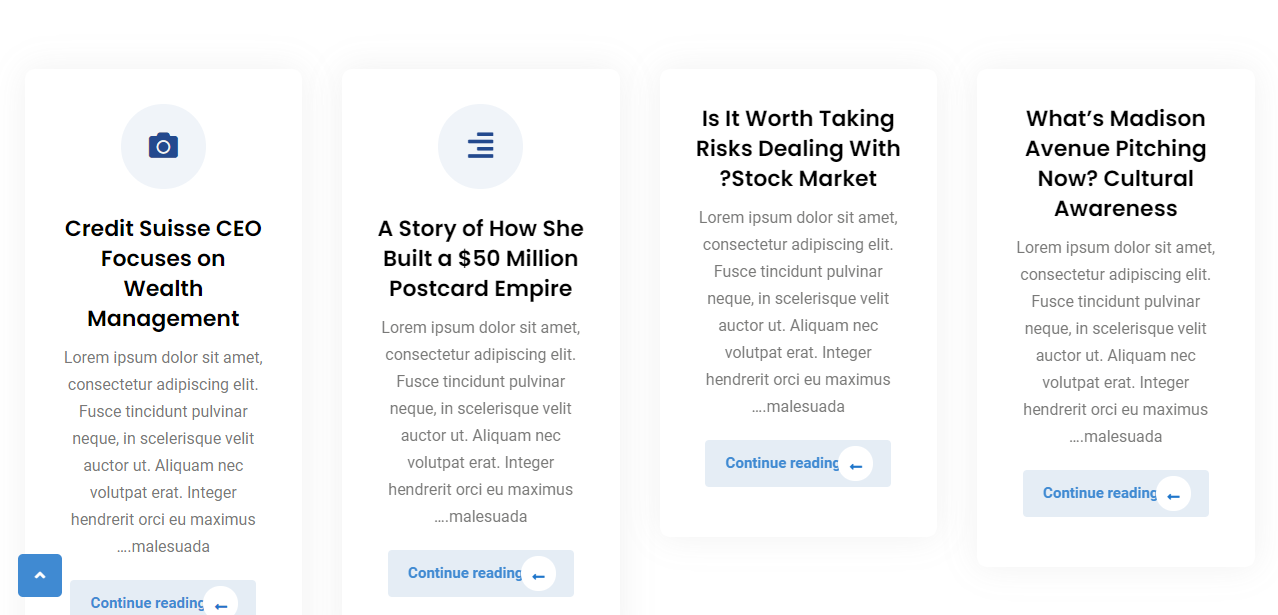 Credit Suisse CEO
Focuses on
Wealth
Management
Lorem ipsum dolor sit amet,
consectetur adipiscing elit.
Fusce tincidunt pulvinar
neque, in scelerisque velit
auctor ut. Aliquam nec
volutpat erat. Integer
hendrerit orci eu maximus
....malesuada
Continue reading
A Story of How She
Built a $50 Million
Postcard Empire
Lorem ipsum dolor sit amet,
consectetur adipiscing elit.
Fusce tincidunt pulvinar
neque, in scelerisque velit
auctor ut. Aliquam nec
volutpat erat. Integer
hendrerit orci eu maximus
....malesuada
Continue reading
Is It Worth Taking
Risks Dealing With
?Stock Market
Lorem ipsum dolor sit amet,
consectetur adipiscing elit.
Fusce tincidunt pulvinar
neque, in scelerisque velit
auctor ut. Aliquam nec
volutpat erat. Integer
hendrerit orci eu maximus
....malesuada
Continue reading
What’s Madison
Avenue Pitching
Now? Cultural
Awareness
Lorem ipsum dolor sit amet,
consectetur adipiscing elit.
Fusce tincidunt pulvinar
neque, in scelerisque velit
auctor ut. Aliquam nec
volutpat erat. Integer
hendrerit orci eu maximus
....malesuada
Continue reading